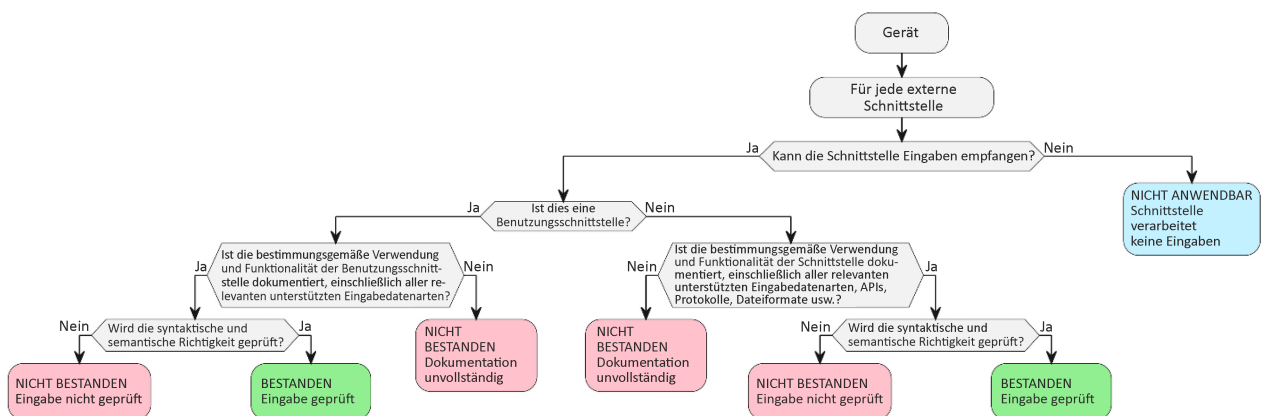 Gerät
Für jede externe
Schnittstelle
Ja
Kann die Schnittstelle Eingaben empfangen?
Nein
NICHT ANWENDBAR
Schnittstelle
verarbeitet
keine Eingaben
Ja
Ist dies eine
Benutzungsschnittstelle?
Nein
Ja
Ist die bestimmungsgemäße Verwendung
und Funktionalität der Benutzungsschnitt-
stelle dokumentiert, einschließlich aller re-
levanten unterstützten Eingabedatenarten?
Nein
Nein
Ist die bestimmungsgemäße Verwendung
und Funktionalität der Schnittstelle doku-
mentiert, einschließlich aller relevanten
unterstützten Eingabedatenarten, APIs,
Protokolle, Dateiformate usw.?
Ja
Nein
Wird die syntaktische und
semantische Richtigkeit geprüft?
Ja
NICHT
BESTANDEN
Dokumentation
unvollständig
NICHT
BESTANDEN
Dokumentation
unvollständig
Nein
Wird die syntaktische und
semantische Richtigkeit geprüft?
Ja
NICHT BESTANDEN
Eingabe nicht geprüft
BESTANDEN
Eingabe geprüft
NICHT BESTANDEN
Eingabe nicht geprüft
BESTANDEN
Eingabe geprüft